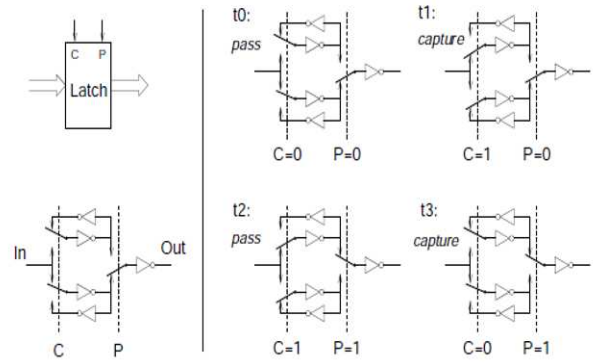 C P
Latch
In
Out
C P
t0:
pass
C=0 P=0
t1:
capture
C=1 P=0
t2:
pass
C=1 P=1
t3:
capture
C=0 P=1